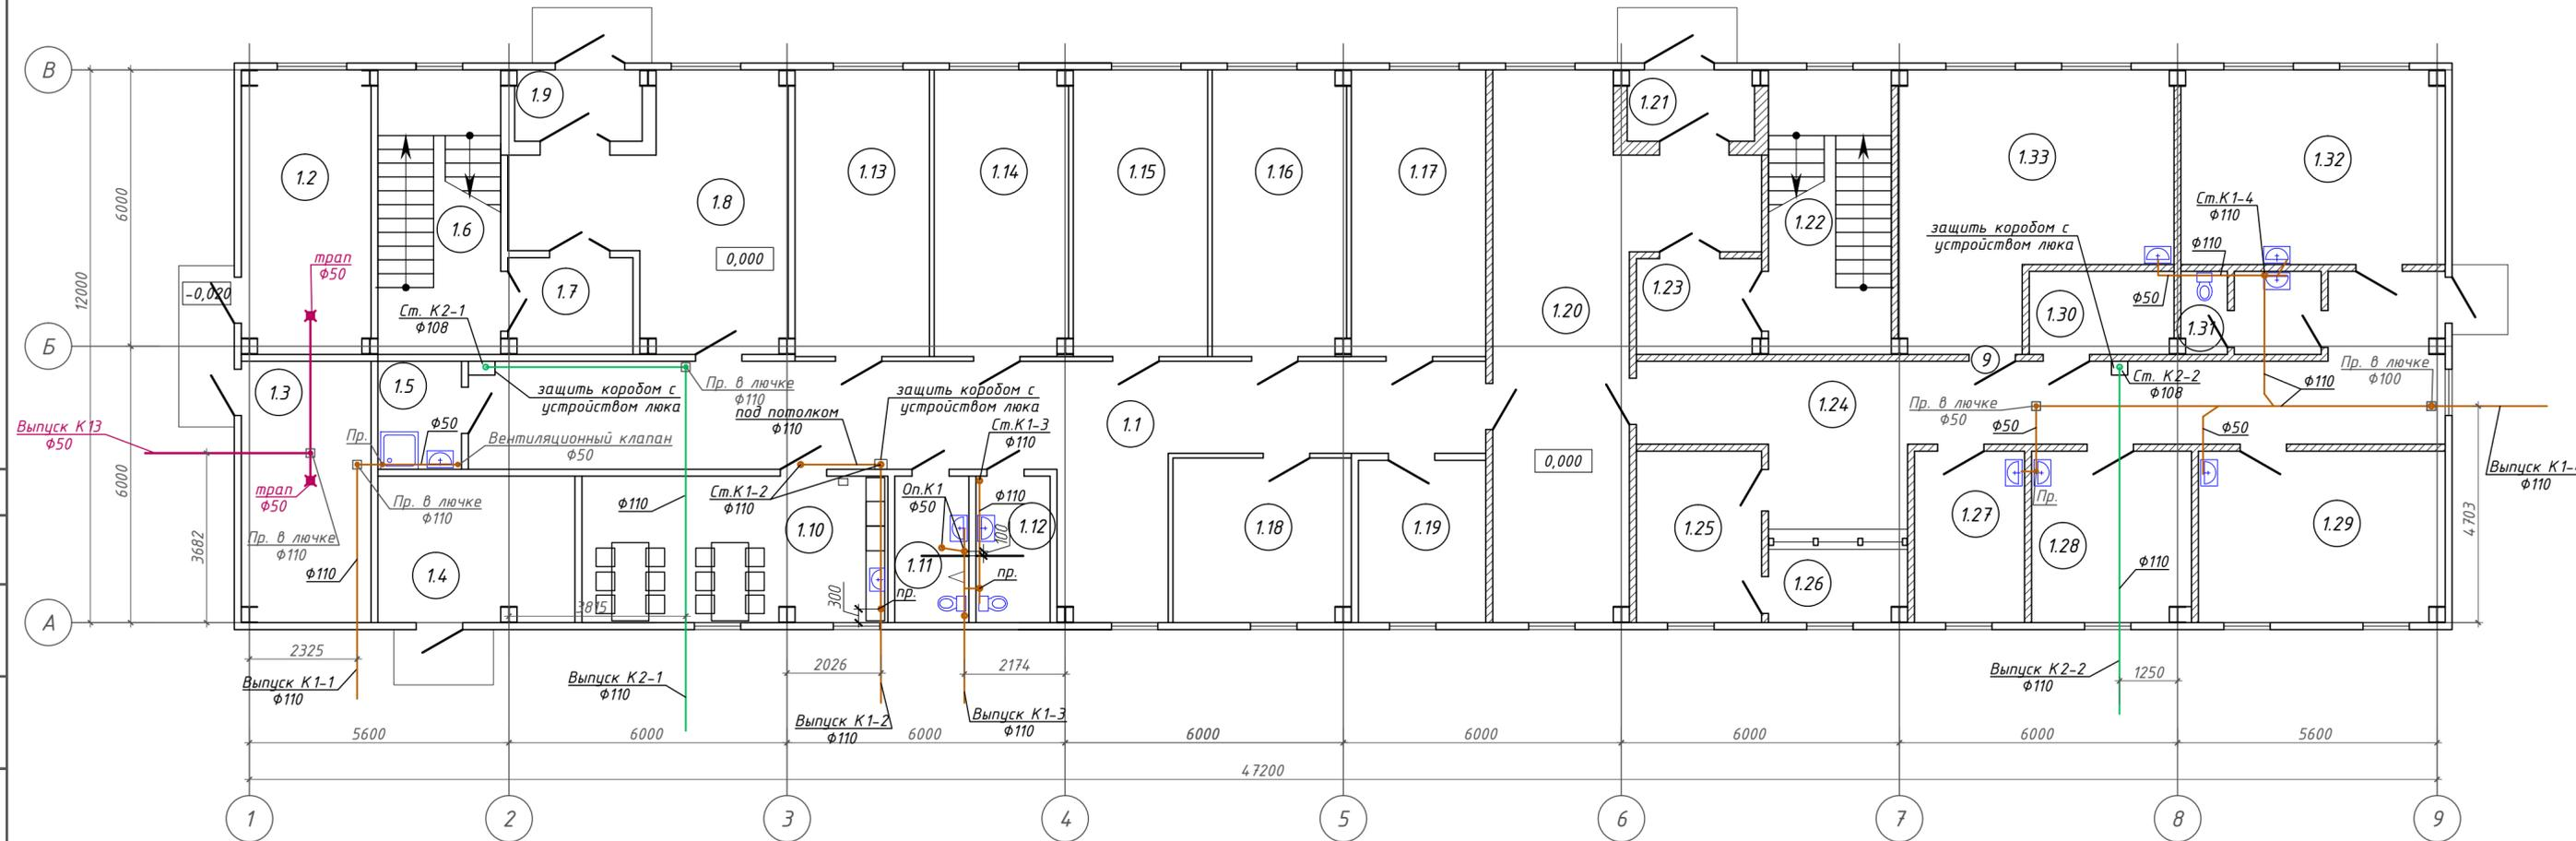 В
1.9
1.21
1.2
1.13
1.14
1.15
1.16
1.17
1.33
1.32
1.8
1.6
1.22
Ст.К1-4
Ф110
защить коробом с
устройством люка
Ф110
6000
трап
Ф50
0,000
12000
-0,020
1.7
1.23
1.20
1.30
Ф50
1.31
Ст. К2-1
Ф108
Б
9
1.3
1.5
защить коробом с
устройством люка
Пр. в лючке
Ф110
защить коробом с
устройством люка
под потолком
Ф110
1.1
1.24
Пр. в лючке
Ф50
Ст. К2-2
Ф108
Ф110
Пр. в лючке
Ф100
Выпуск К13
Ф50
Пр.
Ф50
Вентиляционный клапан
Ф50
Ст.К1-3
Ф110
Ф50
Ф50
0,000
6000
трап
Ф50
Пр. в лючке
Ф110
Ф110
Ст.К1-2
Ф110
Оп.К1
Ф50
Ф110
100
Пр.
Ф110
3682
Пр. в лючке
Ф110
Ф110
1.4
1.10
1.11
1.12
1.18
1.19
1.25
1.26
1.27
1.28
1.29
Ф110
4703
пр.
300
пр.
3815
А
2325
2026
2174
1250
Выпуск К1-1
Ф110
Выпуск К2-1
Ф110
Выпуск К1-2
Ф110
Выпуск К1-3
Ф110
Выпуск К2-2
Ф110
5600
6000
6000
6000
6000
6000
6000
5600
47200
1
2
3
4
5
6
7
8
9